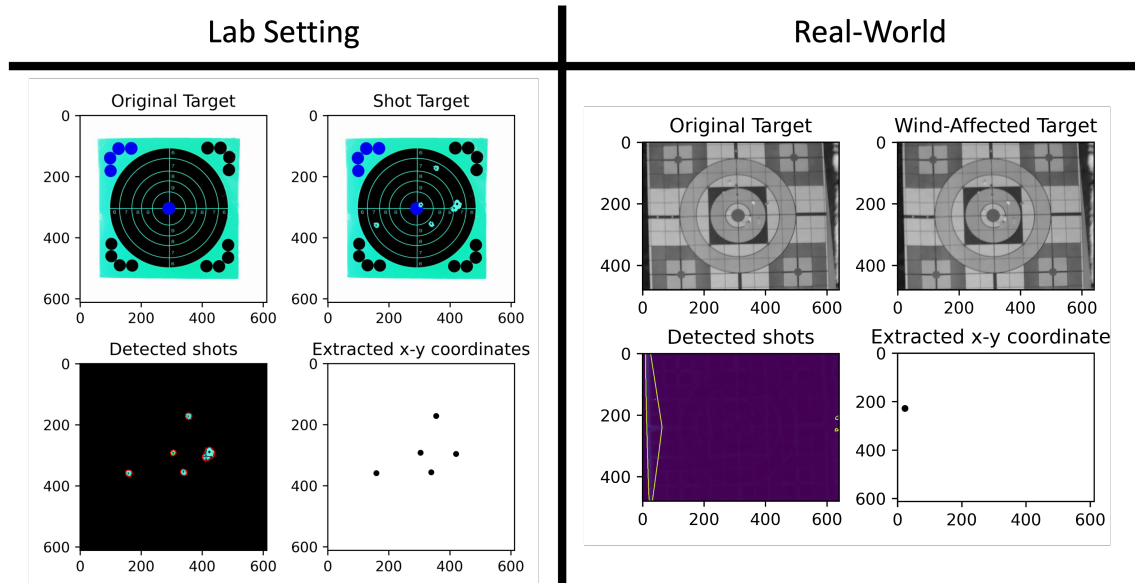 Lab Setting
Real-World
Original Target
Shot Target
0
200
400
600
0 200 400 600
0
200
400
600
0 200 400 600
Detected shots
Extracted x-y coordinates
0
200
400
600
0 200 400 600
0
200
400
600
0 200 400 600
Original Target
Wind-Affected Target
0
200
400
0 200 400 600
0
200
400
0 200 400 600
Detected shots
Extracted x-y coordinate
0
200
400
0 200 400 600
0
200
400
600
0 200 400 600